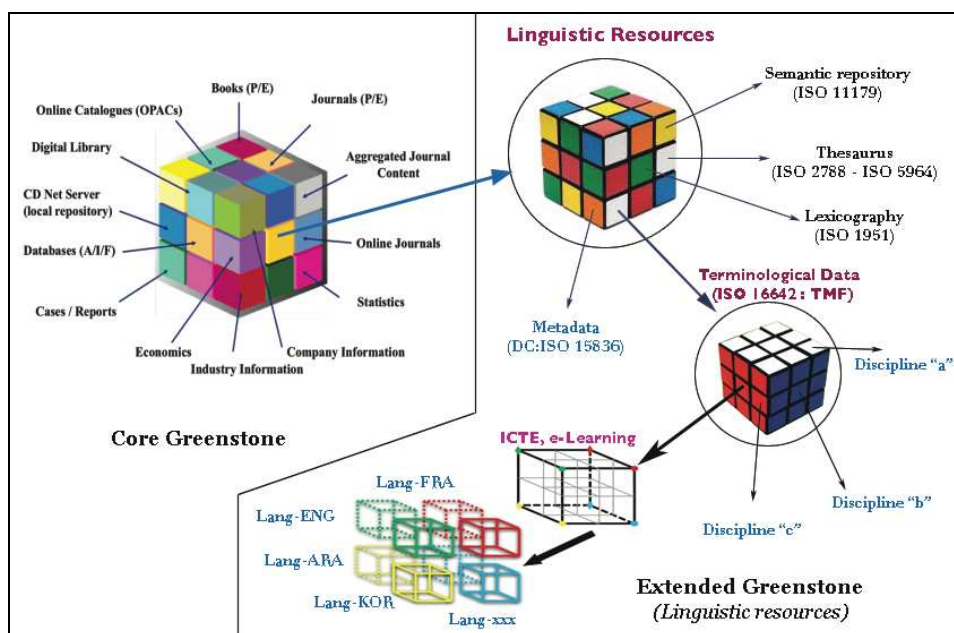 Books (P/E)
Online Catalogues (OPACs)
Journals (P/E)
Digital Library
Aggregated Journal
Content
CD Net Server
(local repository)
Databases (A/I/F)
Online Journals
Cases / Reports
Statistics
Economics
Company Information
Industry Information
Core Greenstone
Linguistic Resources
Semantic repository
(ISO 11179)
Thesaurus
(ISO 2788 - ISO 5964)
Lexicography
(ISO 1951)
Metadata
(DC:ISO 15836)
Terminological Data
(ISO 16642 : TMF)
Discipline “a”
Discipline “b”
Discipline “c”
ICTE, e-Learning
Lang-FRA
Lang-ENG
Lang-ARA
Lang-KOR
Lang-xxx
Extended Greenstone
(Linguistic resources)